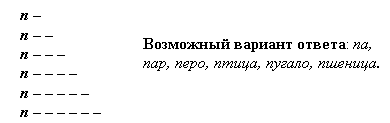 п –
п – –
п – – –
п – – – –
п – – – – –
п – – – – – –
Возможный вариант ответа: па,
пар, перо, птица, пугало, пшеница.